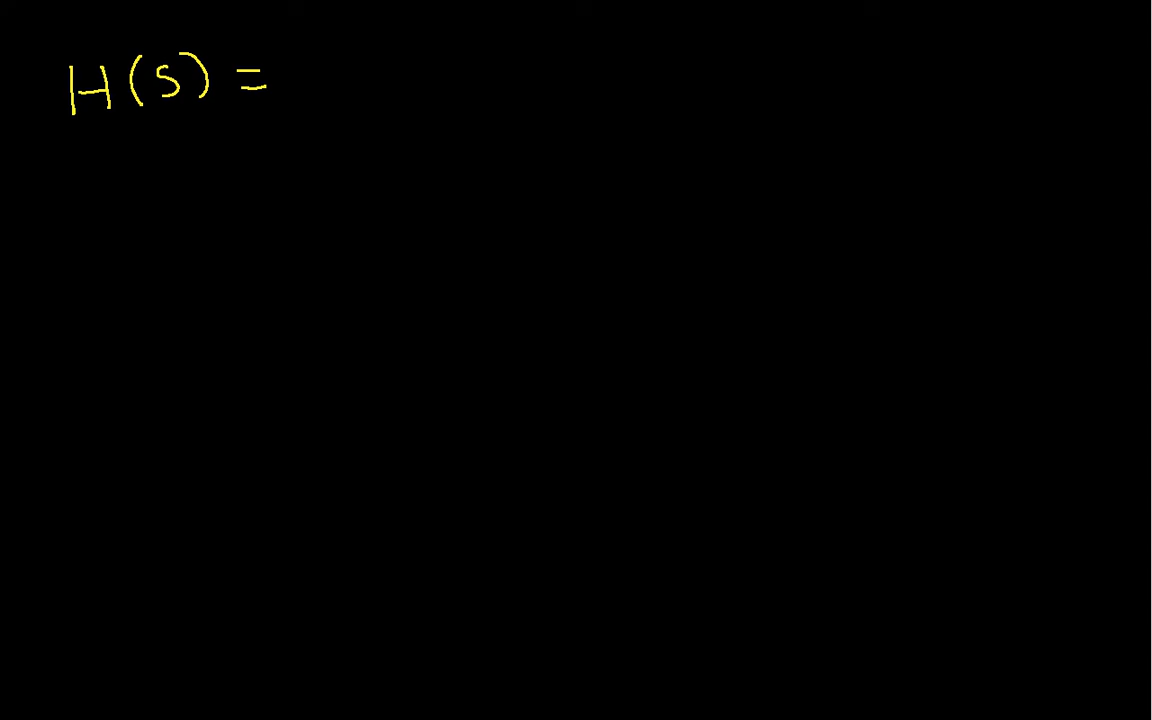 H(s) =